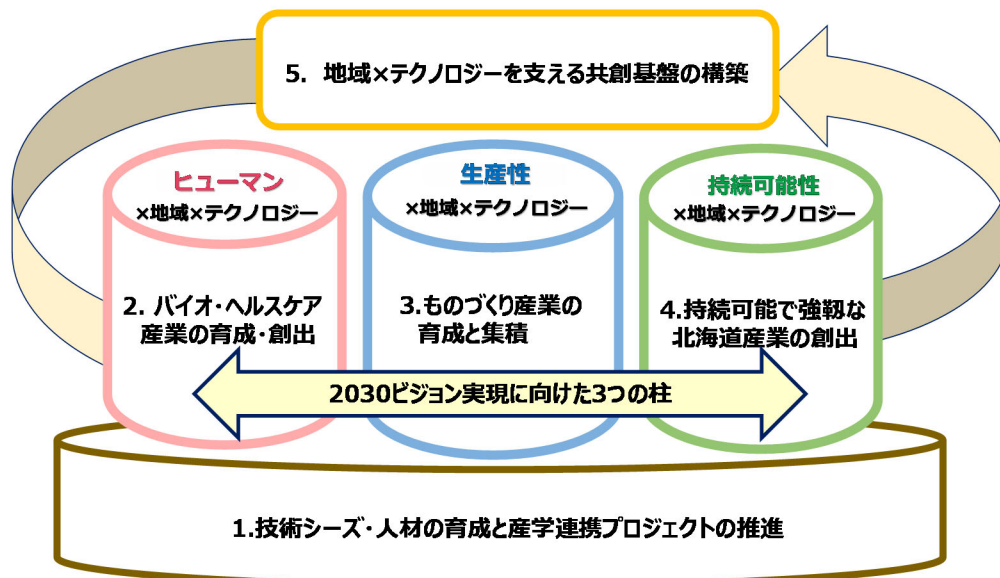 5. 地域×テクノロジーを支える共創基盤の構築
ヒューマン
×地域×テクノロジー
2. バイオ・ヘルスケア
産業の育成・創出
生産性
×地域×テクノロジー
3.ものづくり産業の
育成と集積
持続可能性
×地域×テクノロジー
4.持続可能で強靱な
北海道産業の創出
2030ビジョン実現に向けた3つの柱
1.技術シーズ・人材の育成と産学連携プロジェクトの推進